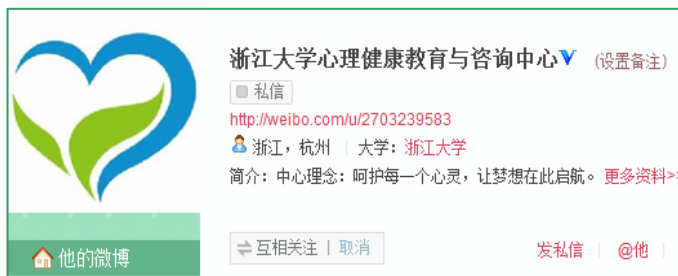 浙江大学心理健康教育与咨询中心 (设置备注)
私信
http://weibo.com/u/2703239583
浙江，杭州 | 大学：浙江大学
简介：中心理念：呵护每一个心灵，让梦想在此启航。 更多资料>>
他的微博
互相关注 | 取消
发私信 | @他 |